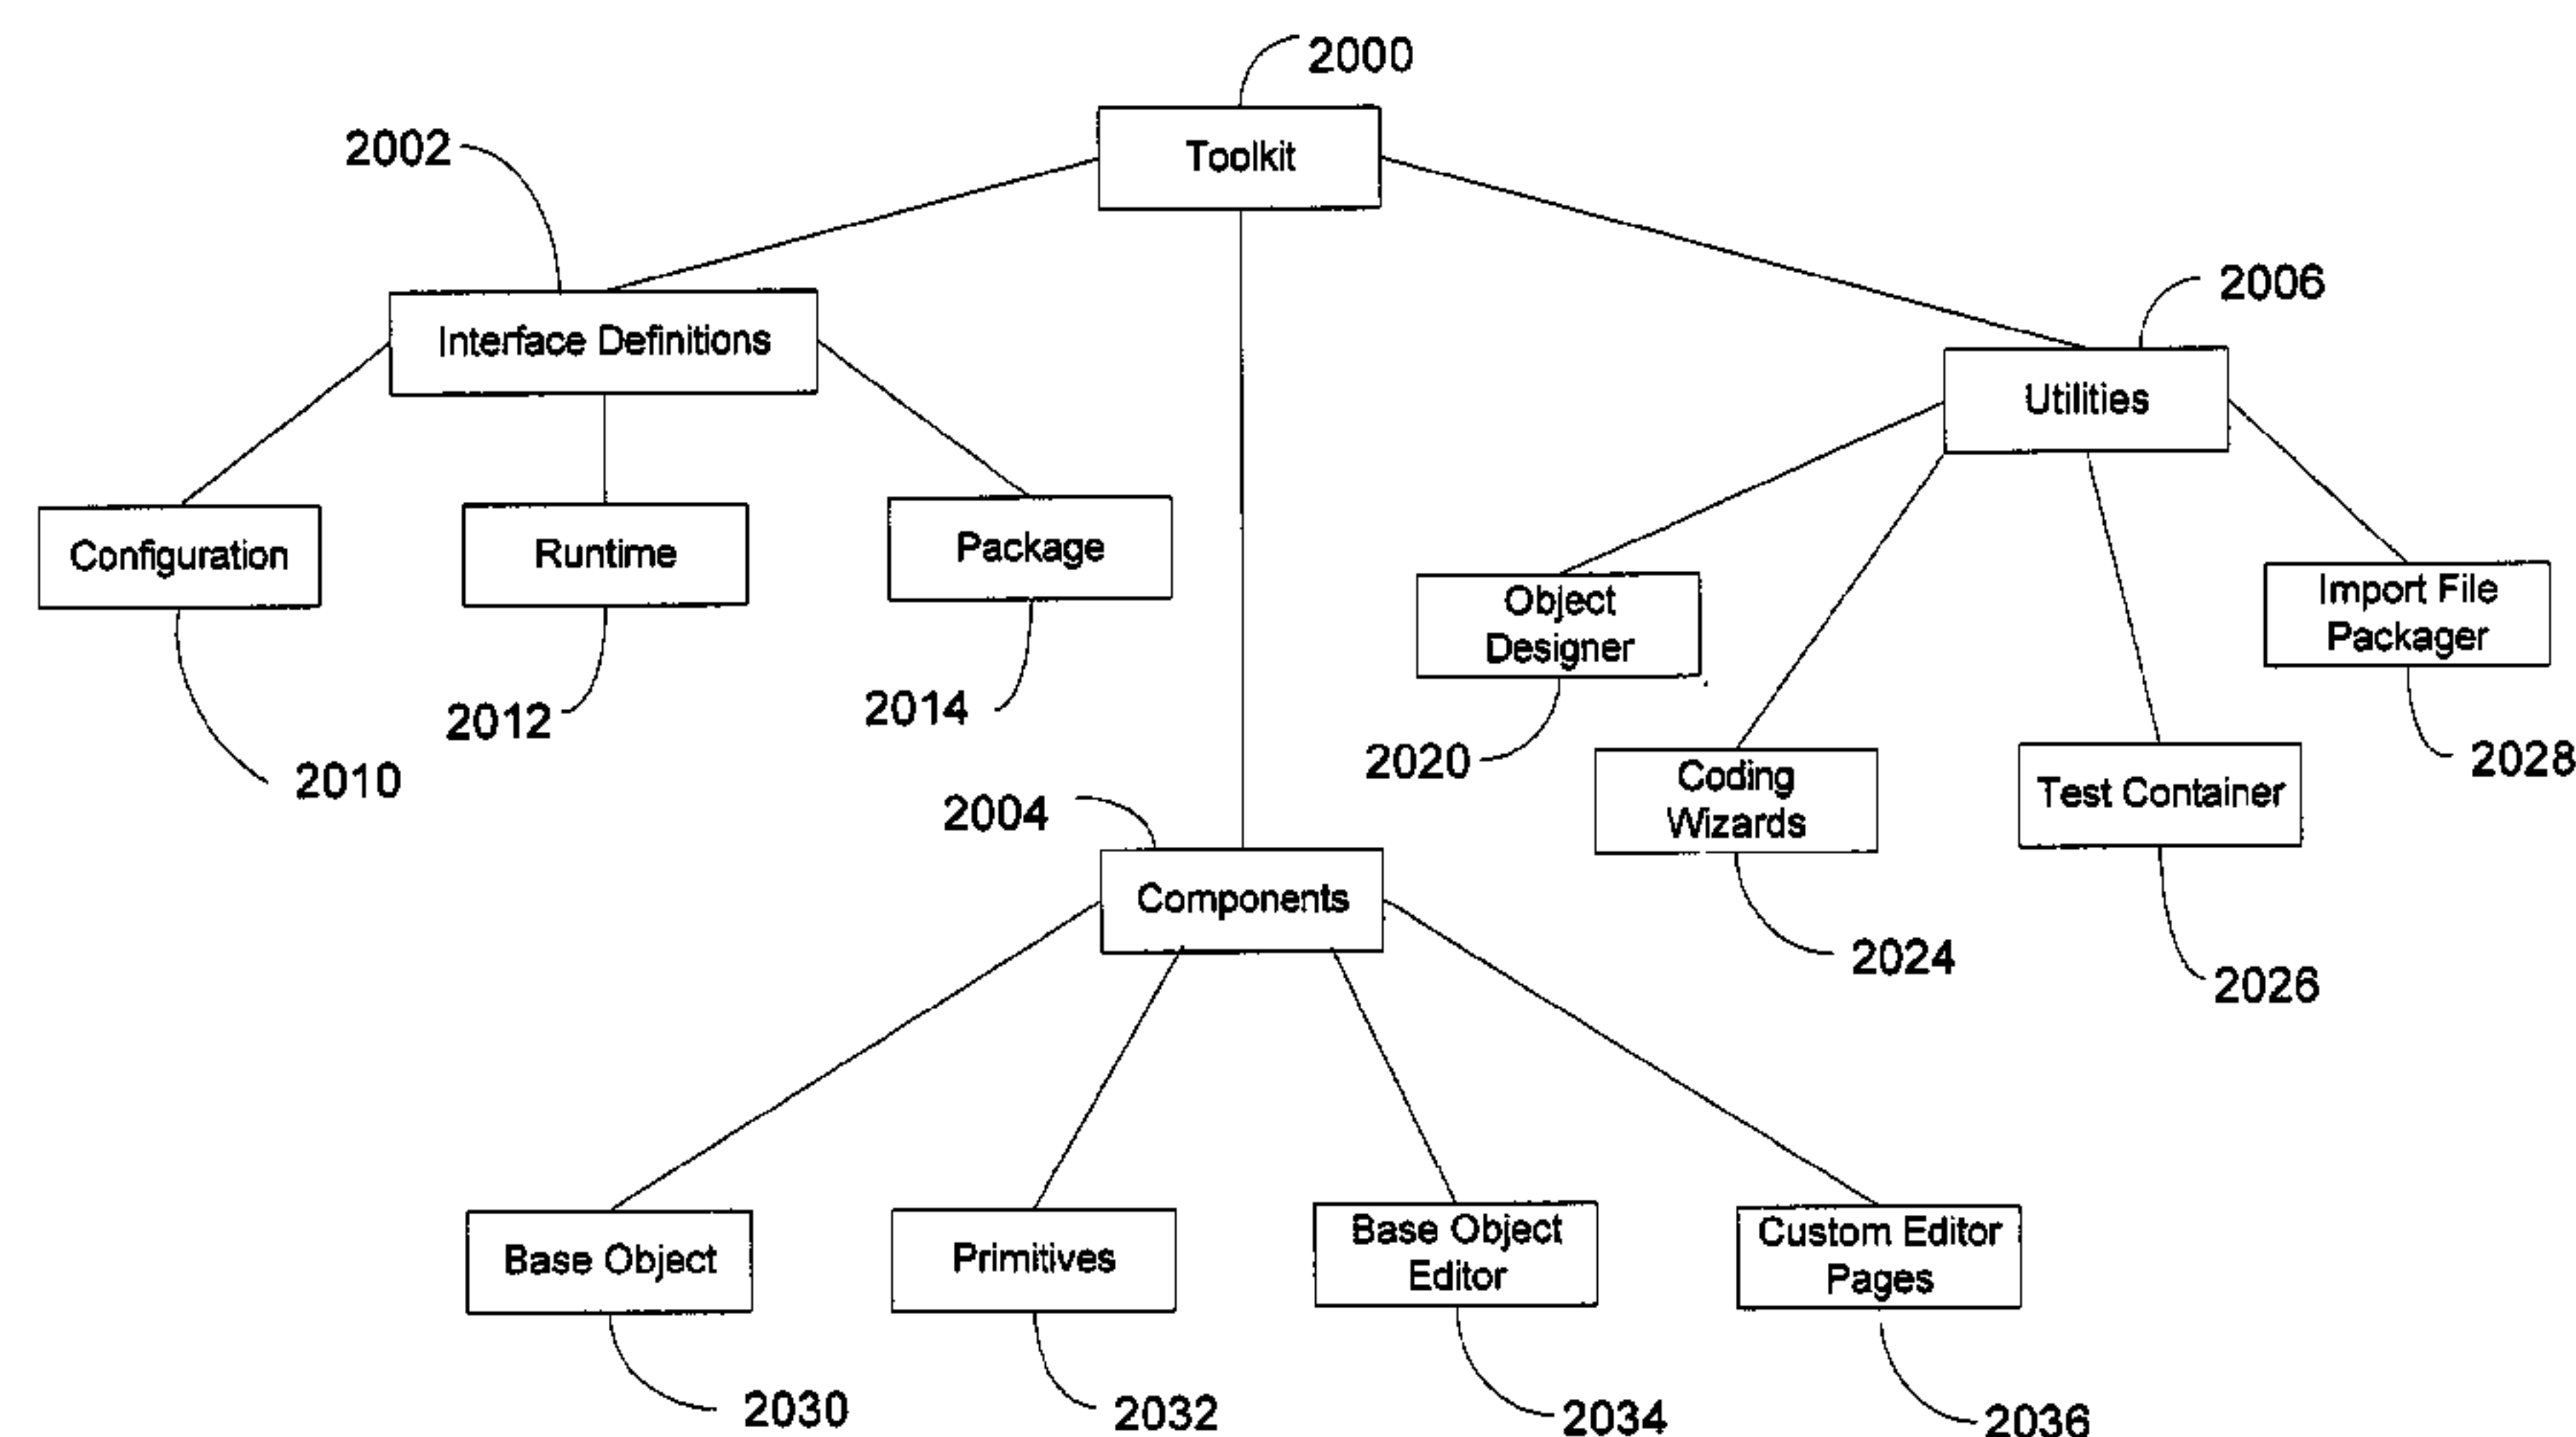 2000
Toolkit
2002
Interface Definitions
2006
Utilities
Configuration
Runtime
Package
2010
2012
2014
Object
Designer
2020
Coding
Wizards
2024
Test Container
2026
Import File
Packager
2028
2004
Components
Base Object
2030
Primitives
2032
Base Object
Editor
2034
Custom Editor
Pages
2036